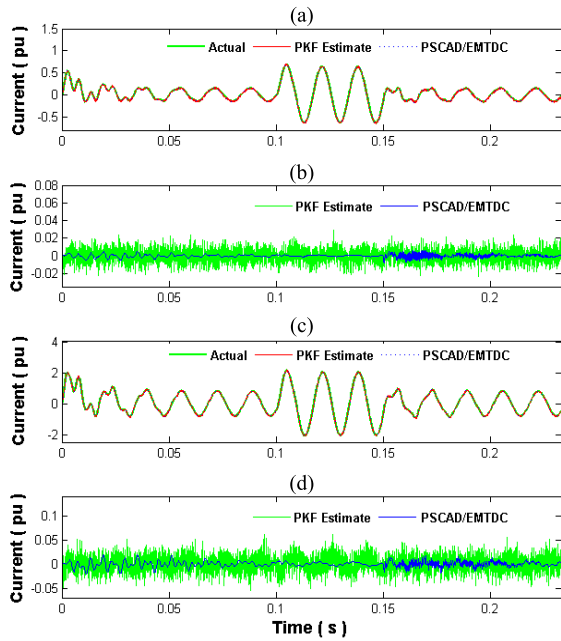 (a)
Current ( pu )
1.5
1
0.5
0
-0.5
Actual PKF Estimate PSCAD/EMTDC
0 0.05 0.1 0.15 0.2
(b)
Current ( pu )
0.08
0.06
0.04
0.02
0
-0.02
PKF Estimate PSCAD/EMTDC
0 0.05 0.1 0.15 0.2
(c)
Current ( pu )
4
2
0
-2
Actual PKF Estimate PSCAD/EMTDC
0 0.05 0.1 0.15 0.2
(d)
Current ( pu )
0.1
0.05
0
-0.05
PKF Estimate PSCAD/EMTDC
0 0.05 0.1 0.15 0.2
Time ( s )